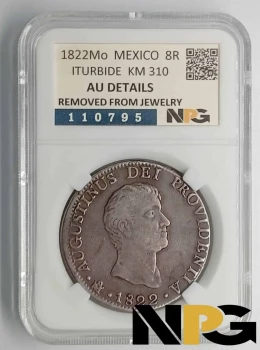 1822Mo MEXICO 8R
ITURBIDE KM 310
AU DETAILS
REMOVED FROM JEWELRY
110795
NPG
·AUGUSTINUS DEI PROVIDENTIA·
·1822·
NPG